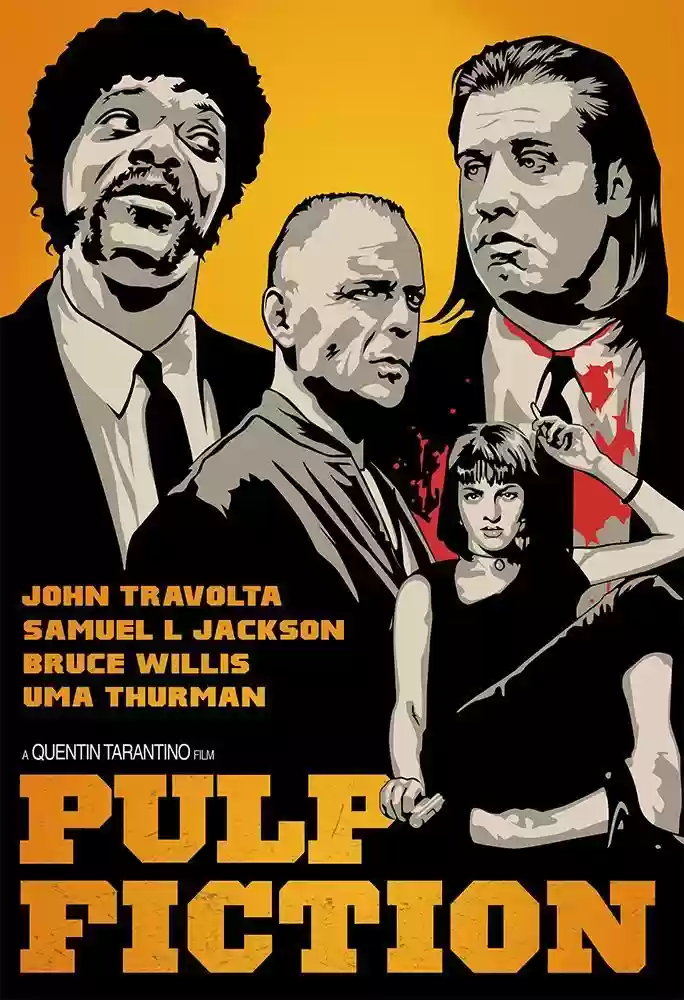 JOHN TRAVOLTA
SAMUEL L JACKSON
BRUCE WILLIS
UMA THURMAN
A QUENTIN TARANTINO FILM
PULP
FICTION